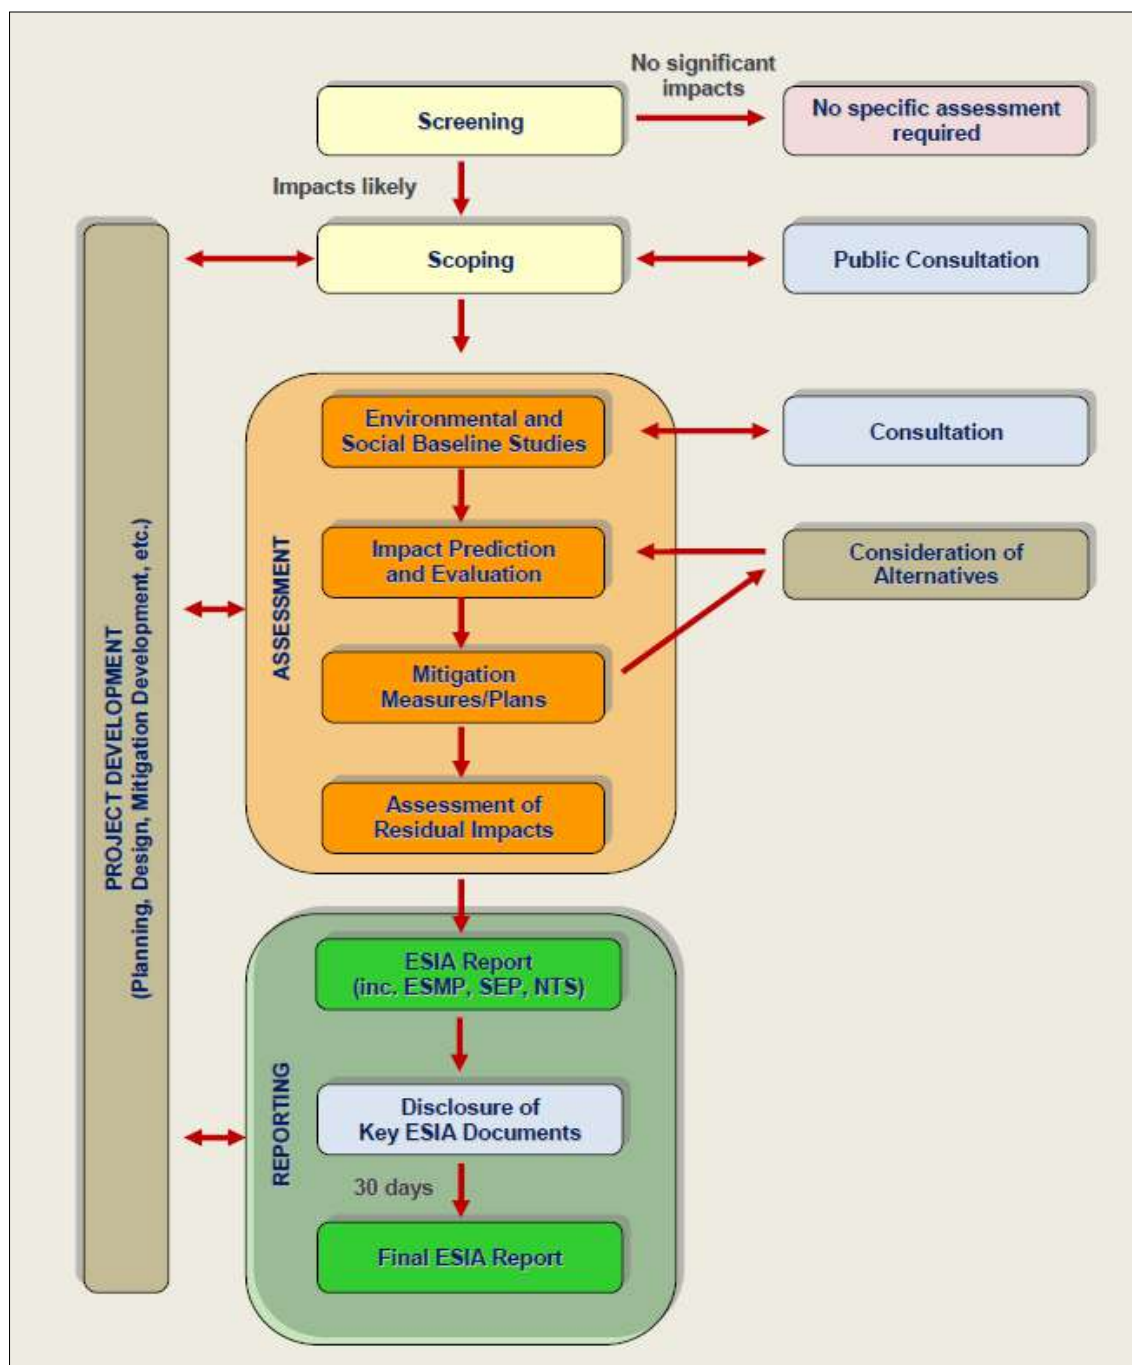 No significant
impacts
Screening
No specific assessment
required
Impacts likely
Scoping
Public Consultation
PROJECT DEVELOPMENT
(Planning, Design, Mitigation Development, etc.)
ASSESSMENT
Environmental and
Social Baseline Studies
Consultation
Impact Prediction
and Evaluation
Consideration of
Alternatives
Mitigation
Measures/Plans
Assessment of
Residual Impacts
REPORTING
ESIA Report
(inc. ESMP, SEP, NTS)
Disclosure of
Key ESIA Documents
30 days
Final ESIA Report